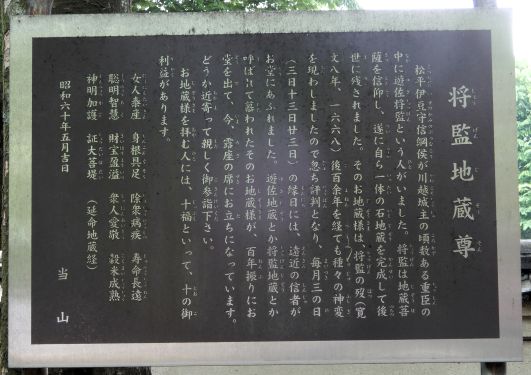 将監地蔵尊
松平伊豆守信綱侯が川越城主の頃数ある重臣の
中に遊佐将監という人がいました。将監は地蔵菩
薩を信仰し、遂に自ら一体の石地蔵を完成して後
世に残されました。そのお地蔵様は、将監の歿(寛
文八年、一六六八)後百余年を経ても種々の神変
を現わしましたので忽ち評判となり、毎月三の日
(三日十三日廿三日)の縁日には、遠近の信者が
お堂にあふれました。遊佐地蔵とか将監地蔵とか
呼ばれて慕われたそのお地蔵様が、百年振りにお
堂を出て、今、露座の席にお立ちになっています。
どうかお近寄って親しく御参詣下さい。
お地蔵様を拝む人には、十福といって、十の御
利益があります。
女人泰産 身根具足 除衆病疾 寿命長遠
聡明智慧 財宝盈溢 衆人愛敬 穀米成熟
神明加護 証大菩提 (延命地蔵経)
昭和六十年五月吉日 当山